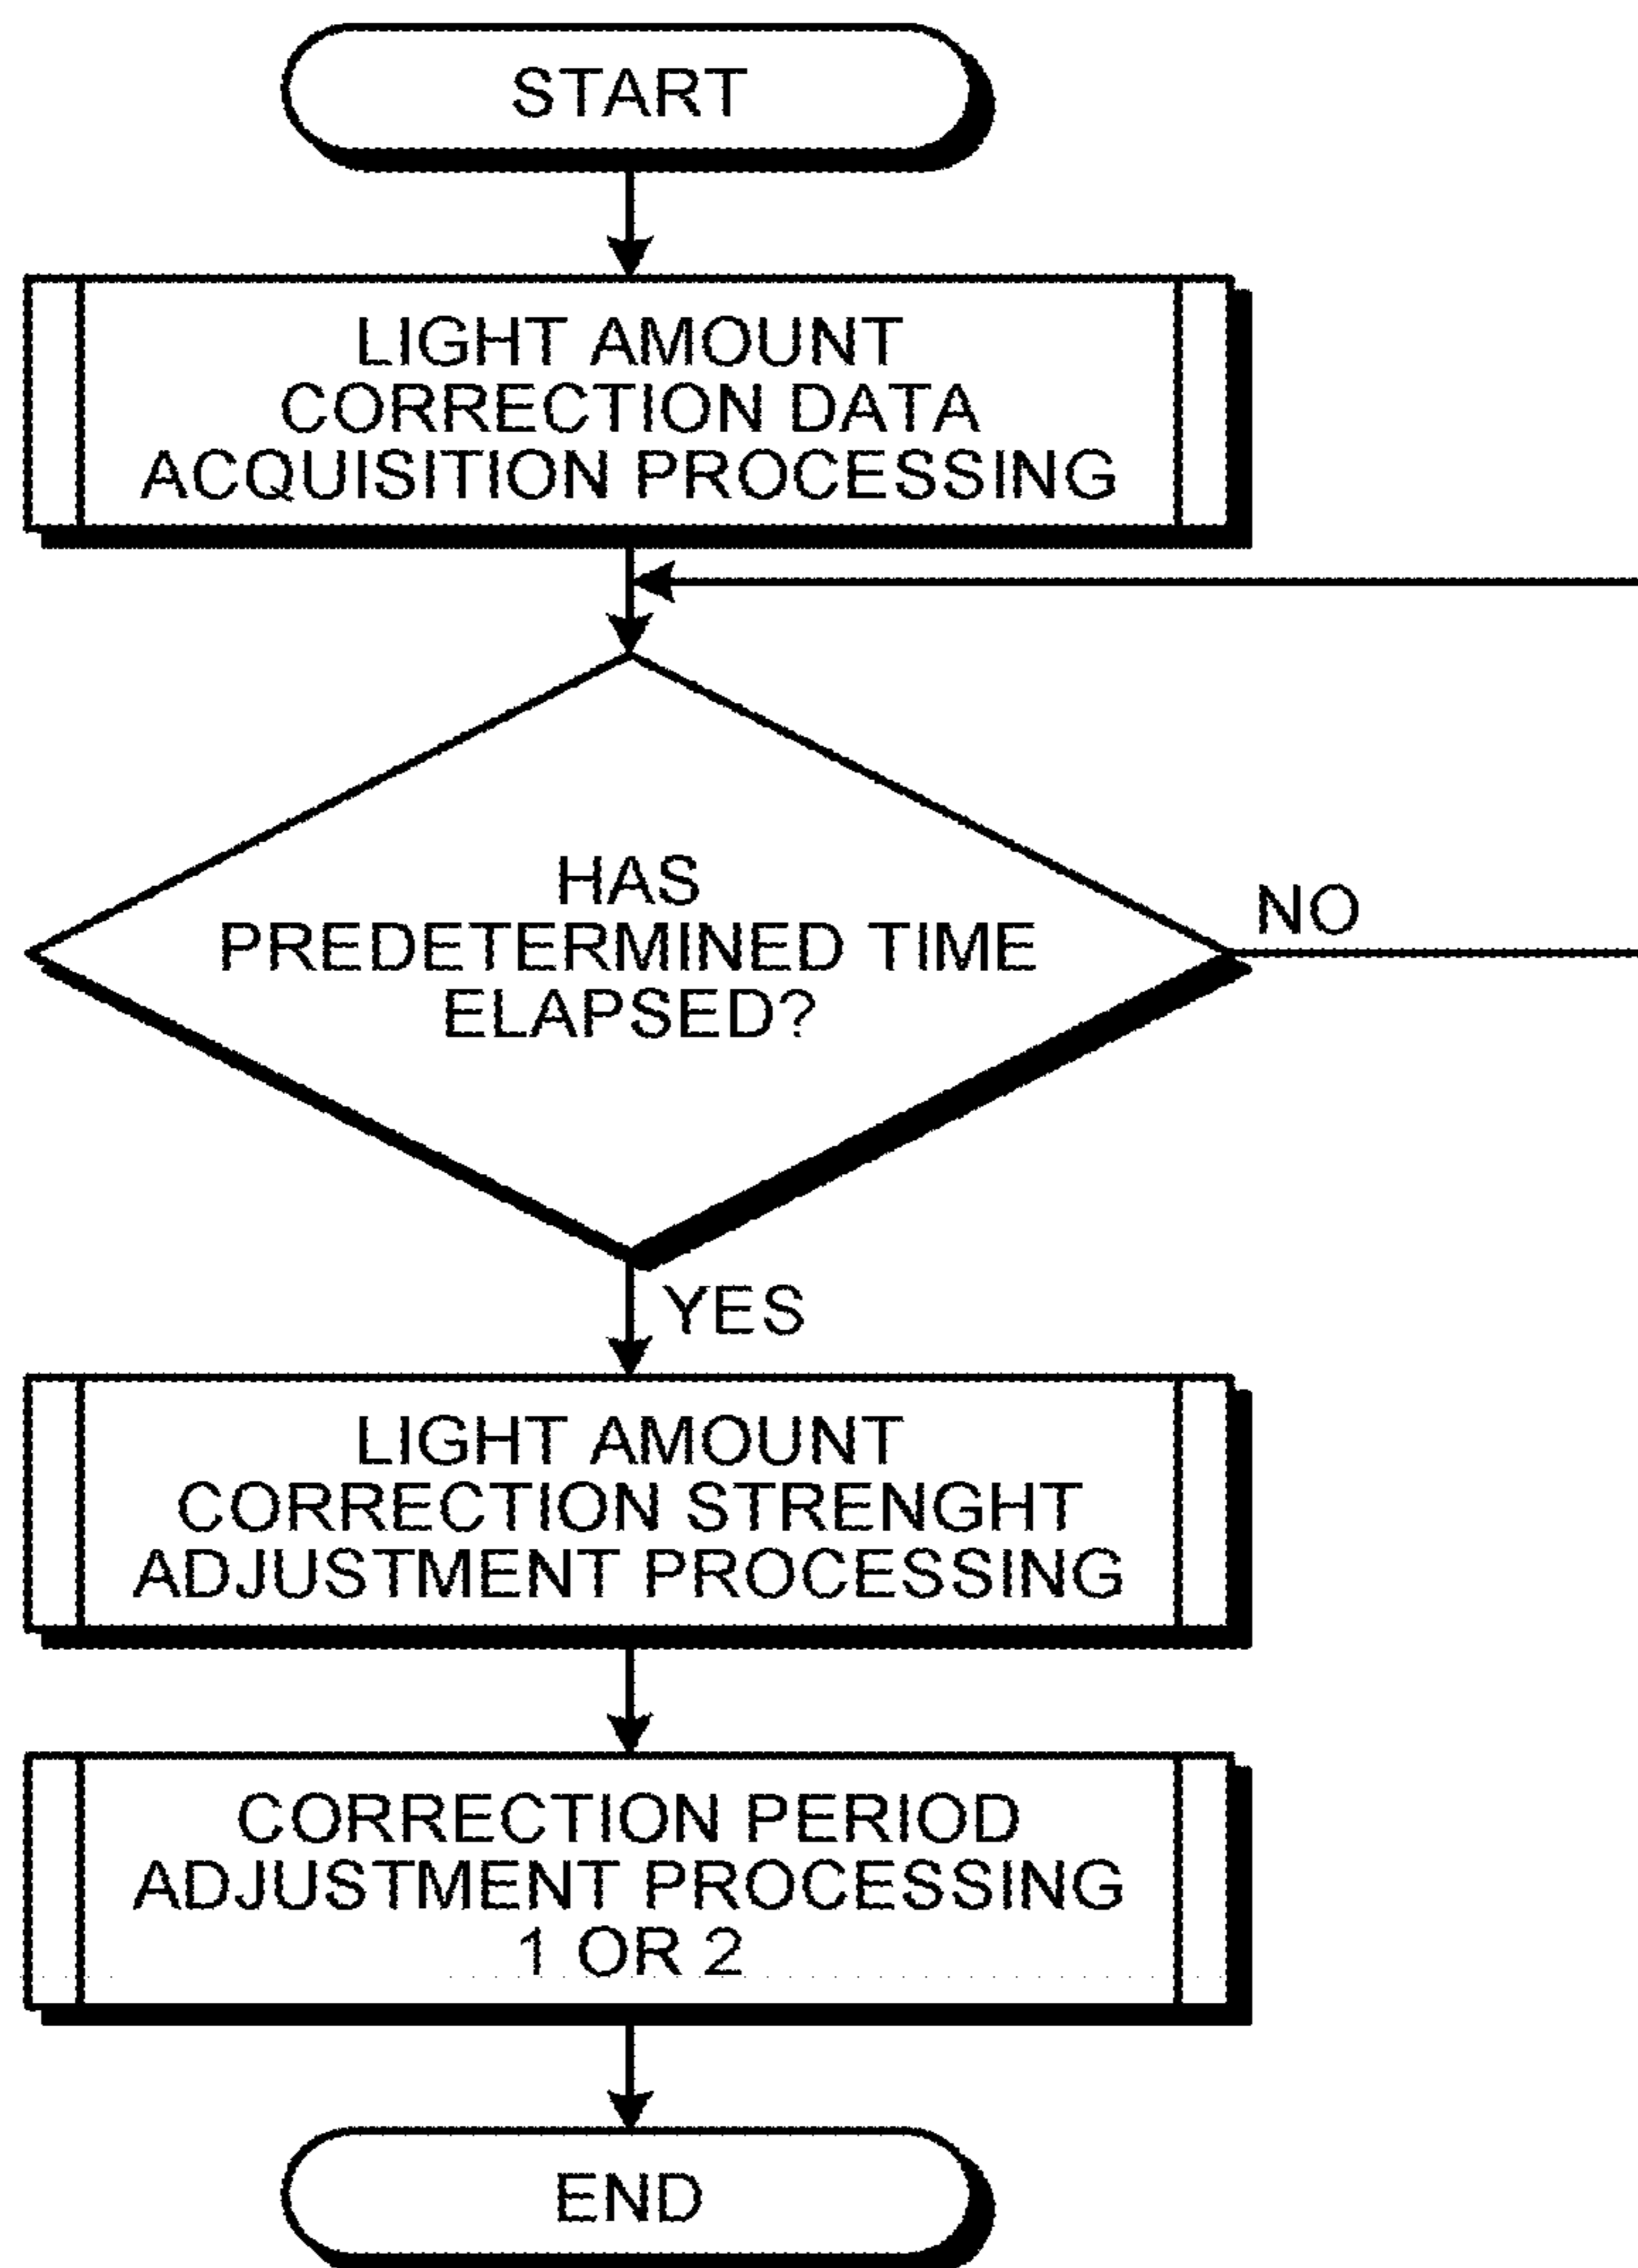 START
LIGHT AMOUNT
CORRECTION DATA
ACQUISITION PROCESSING
HAS
PREDETERMINED TIME
ELAPSED?
NO
YES
LIGHT AMOUNT
CORRECTION STRENGHT
ADJUSTMENT PROCESSING
CORRECTION PERIOD
ADJUSTMENT PROCESSING
1 OR 2
END